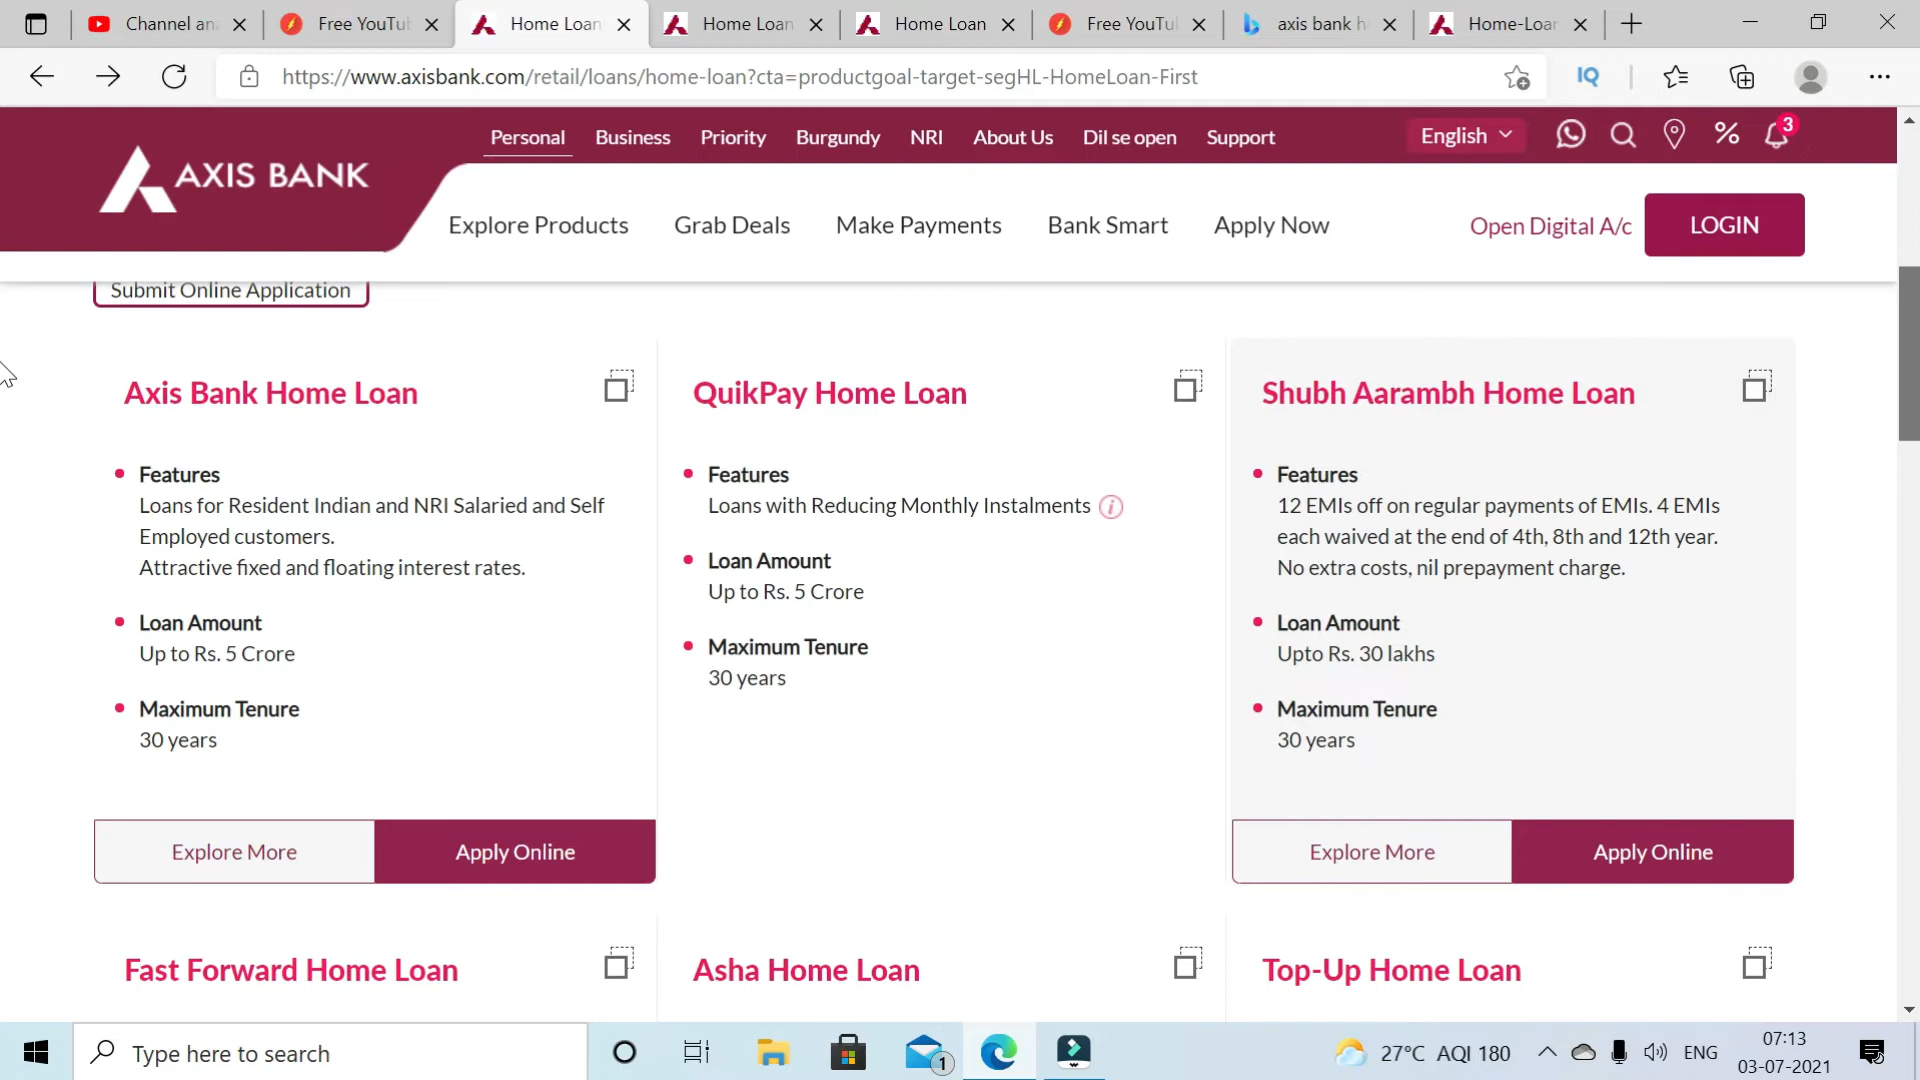 Channel an
Free YouTu
Home Loan
Home Loan
Home Loan
Free YouTu
axis bank h
Home-Loan
https://www.axisbank.com/retail/loans/home-loan?cta=productgoal-target-segHL-HomeLoan-First
IQ
Personal Business Priority Burgundy NRI About Us Dil se open Support English 3
AXIS BANK
Explore Products Grab Deals Make Payments Bank Smart Apply Now Open Digital A/c LOGIN
Submit Online Application
Axis Bank Home Loan
Features
Loans for Resident Indian and NRI Salaried and Self
Employed customers.
Attractive fixed and floating interest rates.
Loan Amount
Up to Rs. 5 Crore
Maximum Tenure
30 years
Explore More Apply Online
QuikPay Home Loan
Features
Loans with Reducing Monthly Instalments i
Loan Amount
Up to Rs. 5 Crore
Maximum Tenure
30 years
Shubh Aarambh Home Loan
Features
12 EMIs off on regular payments of EMIs. 4 EMIs
each waived at the end of 4th, 8th and 12th year.
No extra costs, nil prepayment charge.
Loan Amount
Upto Rs. 30 lakhs
Maximum Tenure
30 years
Explore More Apply Online
Fast Forward Home Loan
Asha Home Loan
Top-Up Home Loan
Type here to search
1
27°C AQI 180
ENG
07:13
03-07-2021